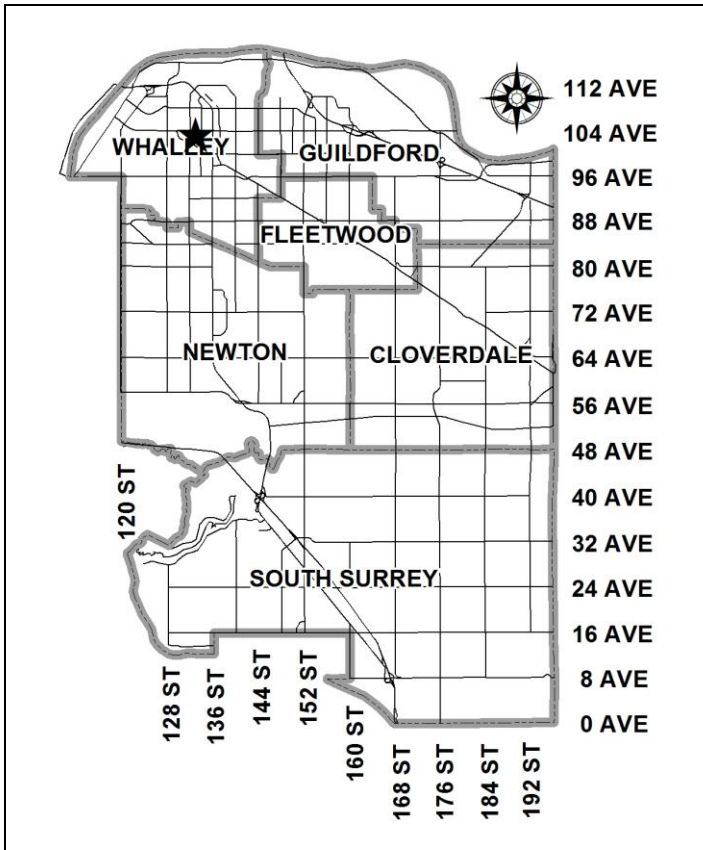 112 AVE
104 AVE
WHALLEY
GUILDFORD
96 AVE
88 AVE
FLEETWOOD
80 AVE
72 AVE
NEWTON
CLOVERDALE
64 AVE
56 AVE
48 AVE
120 ST
40 AVE
32 AVE
SOUTH SURREY
24 AVE
16 AVE
128 ST
136 ST
144 ST
152 ST
160 ST
8 AVE
0 AVE
168 ST
176 ST
184 ST
192 ST